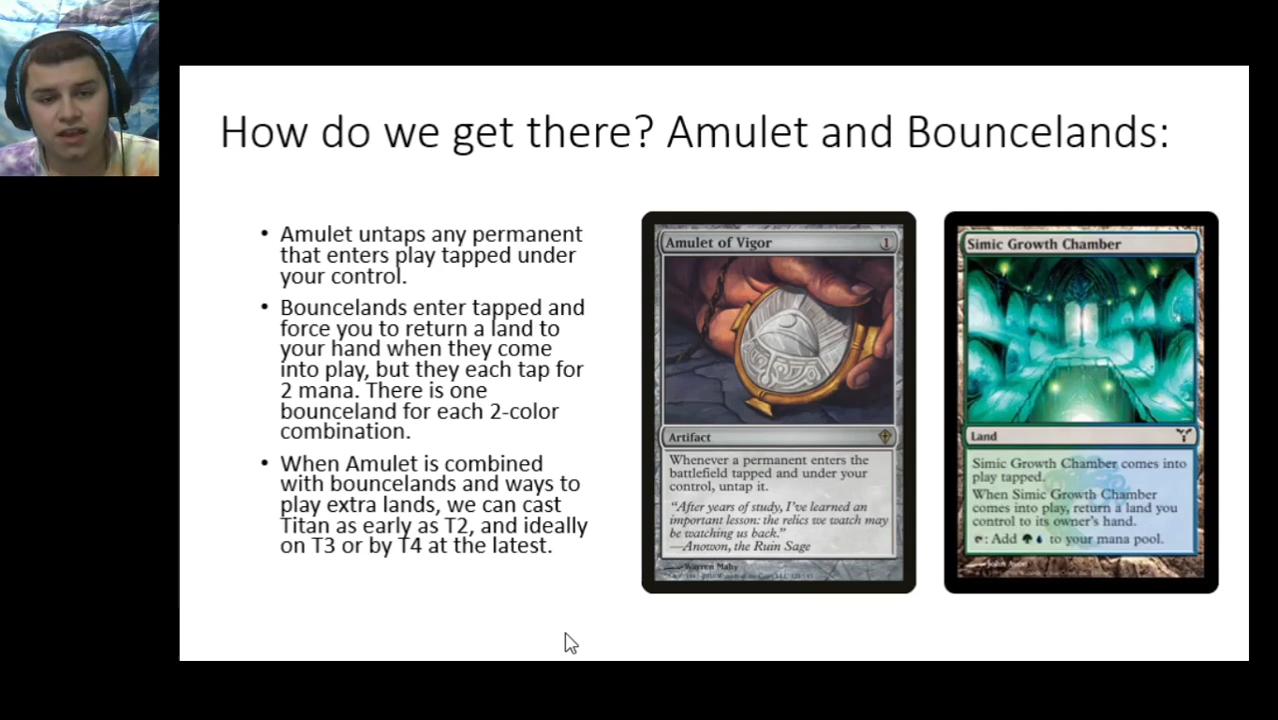 How do we get there? Amulet and Bouncelands:
• Amulet untaps any permanent
that enters play tapped under
your control.
• Bouncelands enter tapped and
force you to return a land to
your hand when they come
into play, but they each tap for
2 mana. There is one
bounceland for each 2-color
combination.
• When Amulet is combined
with bouncelands and ways to
play extra lands, we can cast
Titan as early as T2, and ideally
on T3 or by T4 at the latest.
Amulet of Vigor 1
Artifact
Whenever a permanent enters the
battlefield tapped and under your
control, untap it.
"After years of study, I've learned an
important lesson: the relics we watch may
be watching us back."
—Anowon, the Ruin Sage
Warren Mahy
Simic Growth Chamber
Land
Simic Growth Chamber comes into
play tapped.
When Simic Growth Chamber
comes into play, return a land you
control to its owner's hand.
: Add to your mana pool.
John Avon